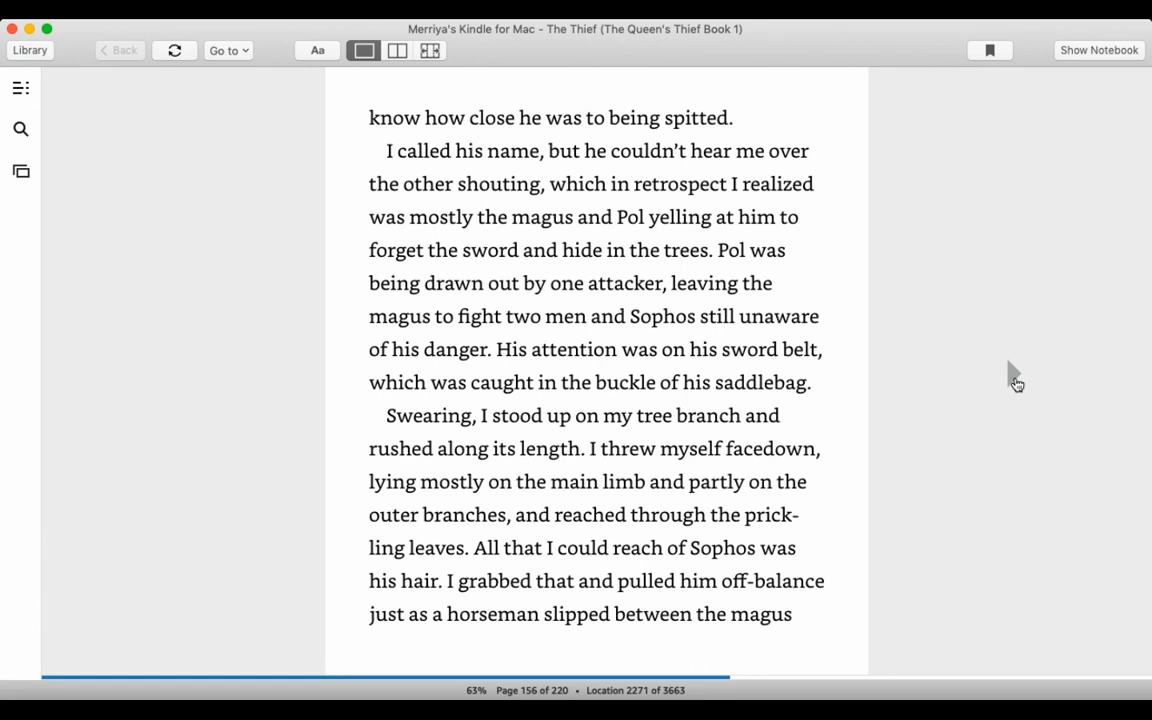 Merriya's Kindle for Mac - The Thief (The Queen's Thief Book 1)
Library
Back
Go to
Aa
Show Notebook
know how close he was to being spitted.
I called his name, but he couldn’t hear me over
the other shouting, which in retrospect I realized
was mostly the magus and Pol yelling at him to
forget the sword and hide in the trees. Pol was
being drawn out by one attacker, leaving the
magus to fight two men and Sophos still unaware
of his danger. His attention was on his sword belt,
which was caught in the buckle of his saddlebag.
Swearing, I stood up on my tree branch and
rushed along its length. I threw myself facedown,
lying mostly on the main limb and partly on the
outer branches, and reached through the prick-
ling leaves. All that I could reach of Sophos was
his hair. I grabbed that and pulled him off-balance
just as a horseman slipped between the magus
63% Page 156 of 220 • Location 2271 of 3663